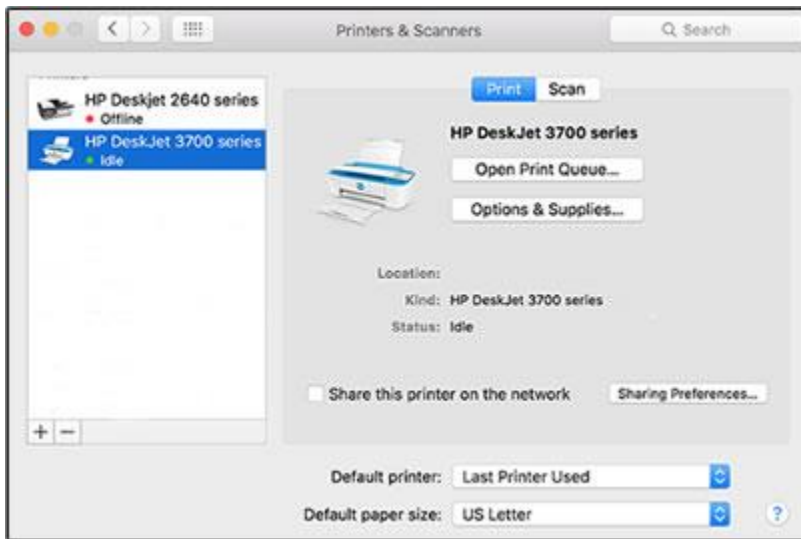 Printers & Scanners
Search
Printers
HP Deskjet 2640 series
Offline
HP DeskJet 3700 series
Idle
Print Scan
HP DeskJet 3700 series
Open Print Queue...
Options & Supplies...
Location:
Kind: HP DeskJet 3700 series
Status: Idle
Share this printer on the network
Sharing Preferences...
+ −
Default printer: Last Printer Used
Default paper size: US Letter
?